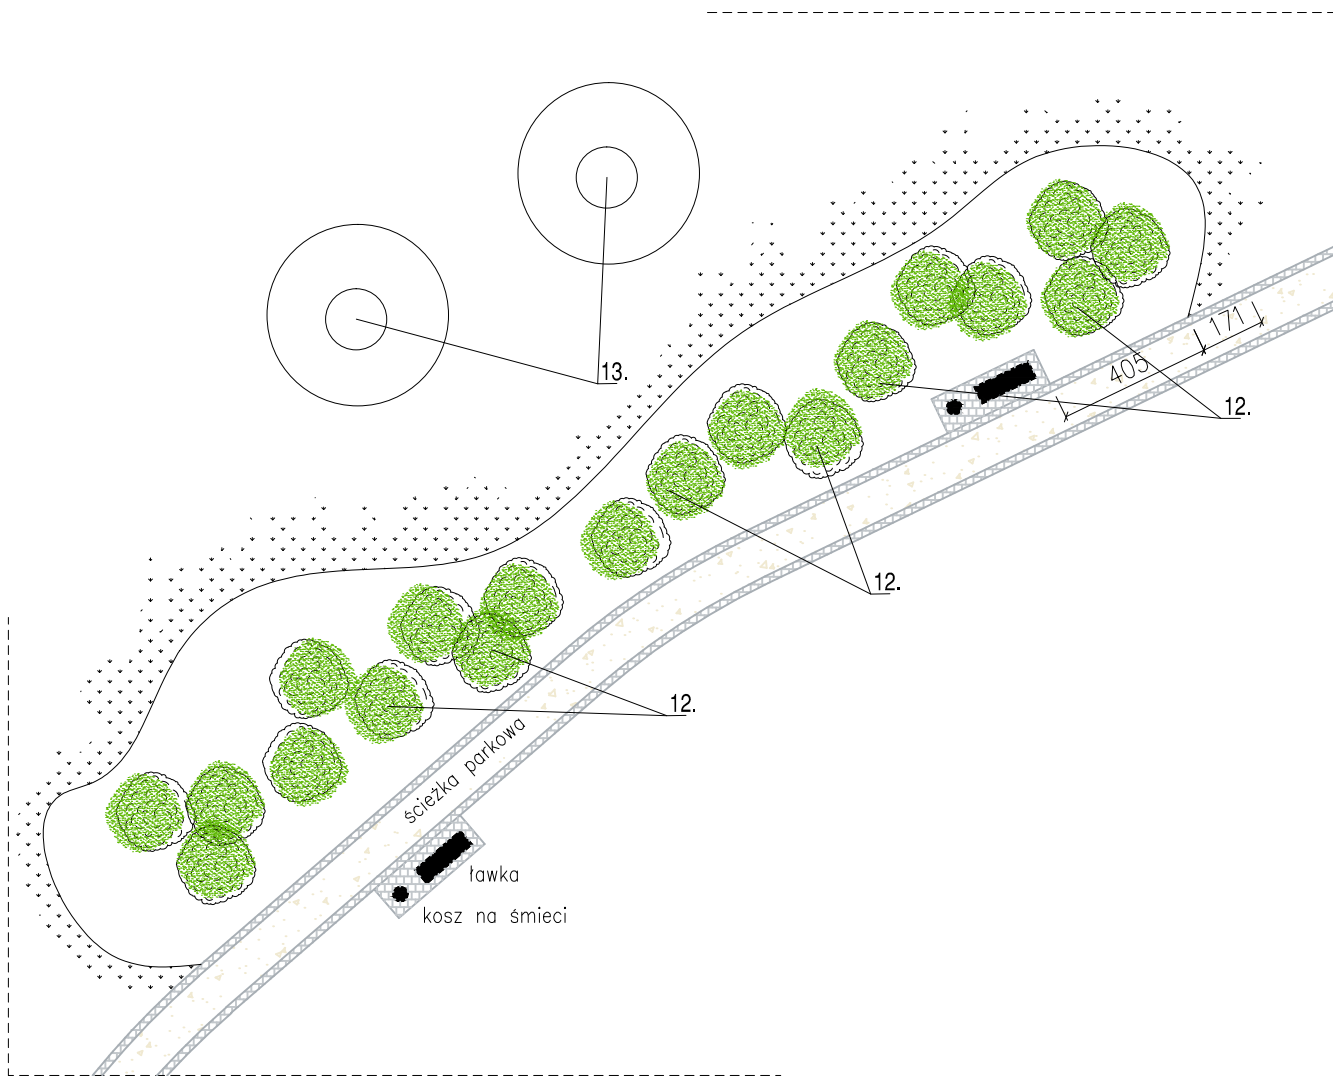 13.
171
405
12.
12.
12.
ścieżka parkowa
ławka
kosz na śmieci